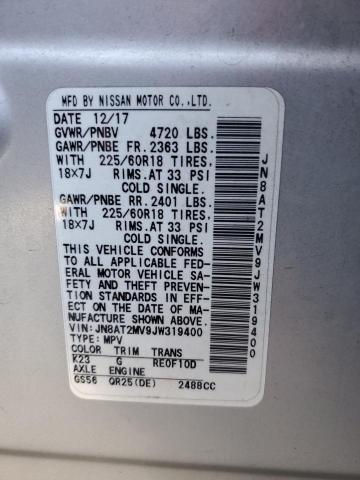 MFD BY NISSAN MOTOR CO.,LTD.
DATE 12/17
GVWR/PNBV 4720 LBS.
GAWR/PNBE FR. 2363 LBS.
WITH 225/60R18 TIRES,
18X7J RIMS. AT 33 PSI
COLD SINGLE.
GAWR/PNBE RR. 2401 LBS.
WITH 225/60R18 TIRES,
18X7J RIMS. AT 33 PSI
COLD SINGLE.
THIS VEHICLE CONFORMS
TO ALL APPLICABLE FED-
ERAL MOTOR VEHICLE SA-
FETY AND THEFT PREVEN-
TION STANDARDS IN EFF-
ECT ON THE DATE OF MA-
NUFACTURE SHOWN ABOVE.
VIN: JN8AT2MV9JW319400
TYPE: MPV
COLOR TRIM TRANS
K23 G RE0F10D
AXLE ENGINE
GS56 QR25(DE) 2488CC
JN8AT2MV9JW319400